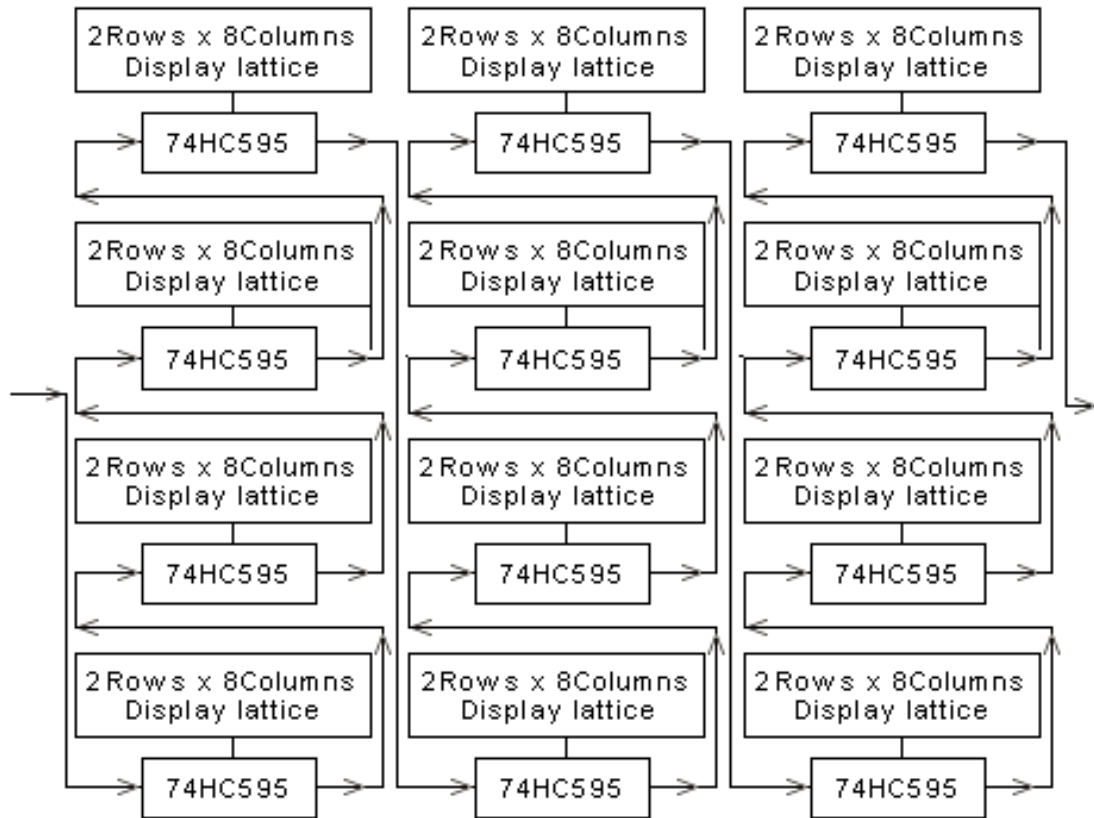 2Rows x 8Columns
Display lattice
2Rows x 8Columns
Display lattice
2Rows x 8Columns
Display lattice
74HC595
74HC595
74HC595
2Rows x 8Columns
Display lattice
2Rows x 8Columns
Display lattice
2Rows x 8Columns
Display lattice
74HC595
74HC595
74HC595
2Rows x 8Columns
Display lattice
2Rows x 8Columns
Display lattice
2Rows x 8Columns
Display lattice
74HC595
74HC595
74HC595
2Rows x 8Columns
Display lattice
2Rows x 8Columns
Display lattice
2Rows x 8Columns
Display lattice
74HC595
74HC595
74HC595